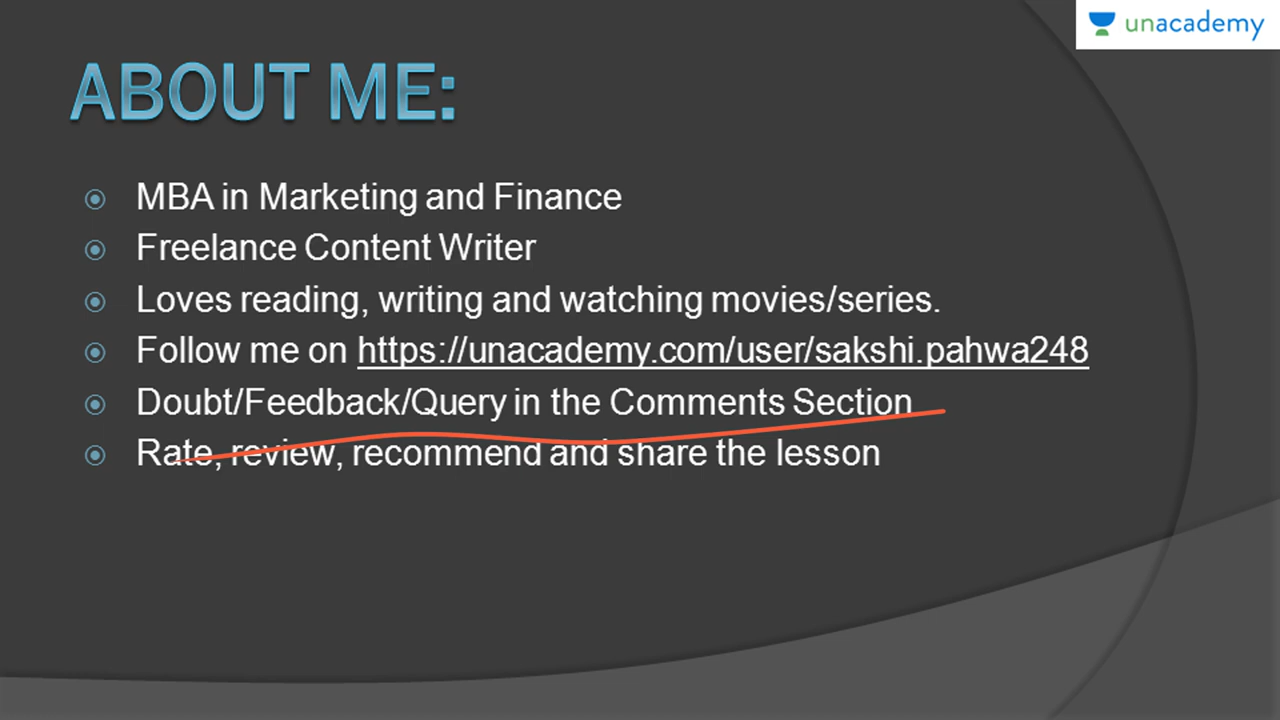 unacademy
ABOUT ME:
MBA in Marketing and Finance
Freelance Content Writer
Loves reading, writing and watching movies/series.
Follow me on https://unacademy.com/user/sakshi.pahwa248
Doubt/Feedback/Query in the Comments Section
Rate, review, recommend and share the lesson